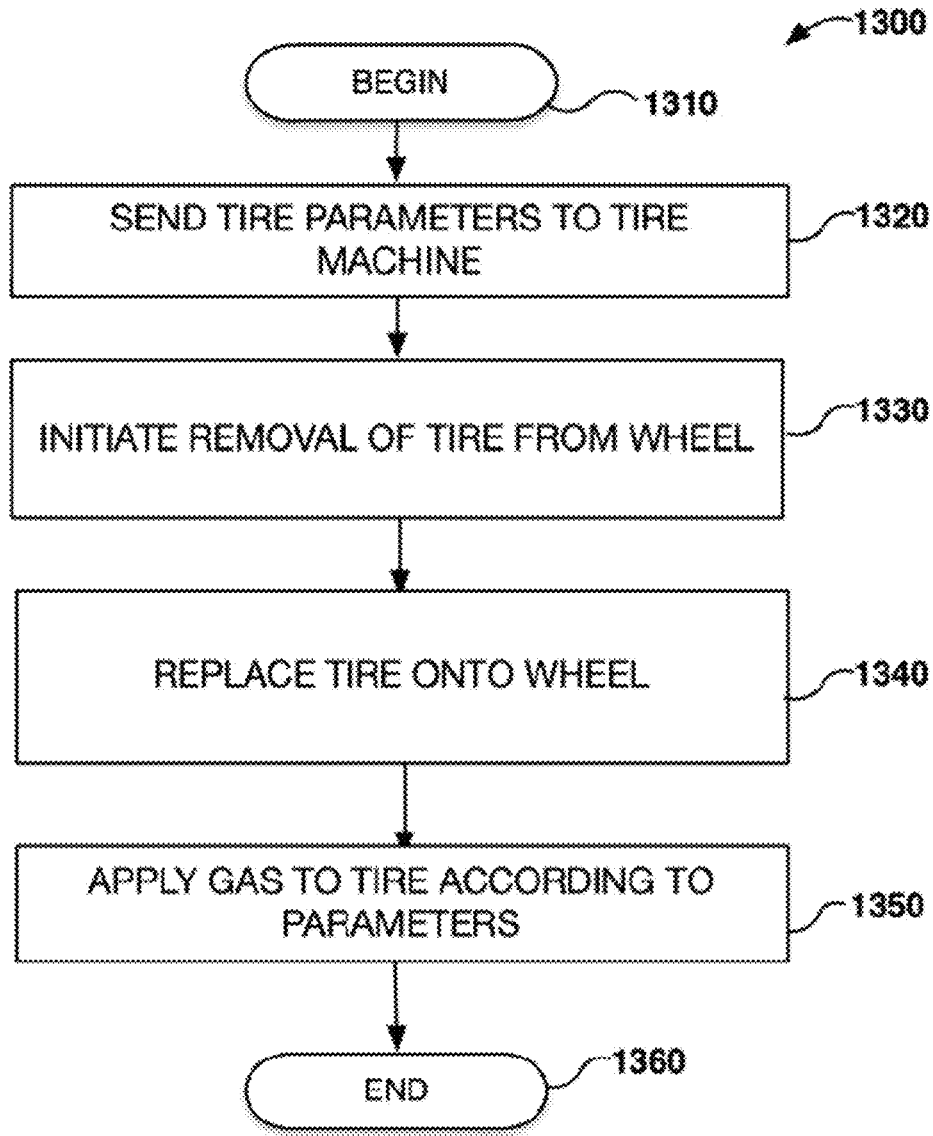 1300
BEGIN
1310
SEND TIRE PARAMETERS TO TIRE
MACHINE
1320
INITIATE REMOVAL OF TIRE FROM WHEEL
1330
REPLACE TIRE ONTO WHEEL
1340
APPLY GAS TO TIRE ACCORDING TO
PARAMETERS
1350
END
1360